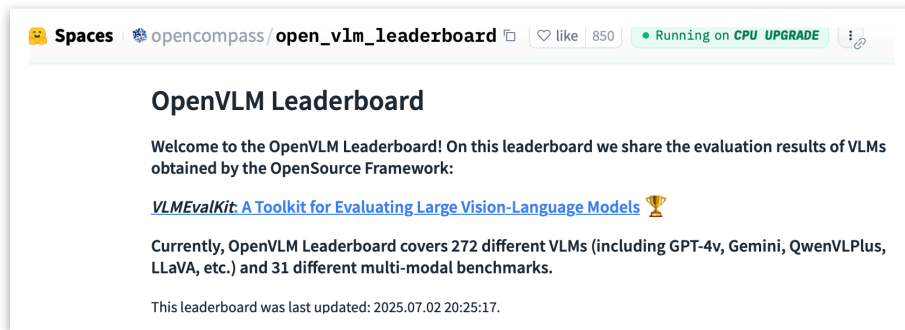 🤗 Spaces opencompass/open_vlm_leaderboard like 850 Running on CPU UPGRADE
OpenVLM Leaderboard
Welcome to the OpenVLM Leaderboard! On this leaderboard we share the evaluation results of VLMs
obtained by the OpenSource Framework:
VLMEvalKit: A Toolkit for Evaluating Large Vision-Language Models 🏆
Currently, OpenVLM Leaderboard covers 272 different VLMs (including GPT-4v, Gemini, QwenVLPlus,
LLaVA, etc.) and 31 different multi-modal benchmarks.
This leaderboard was last updated: 2025.07.02 20:25:17.